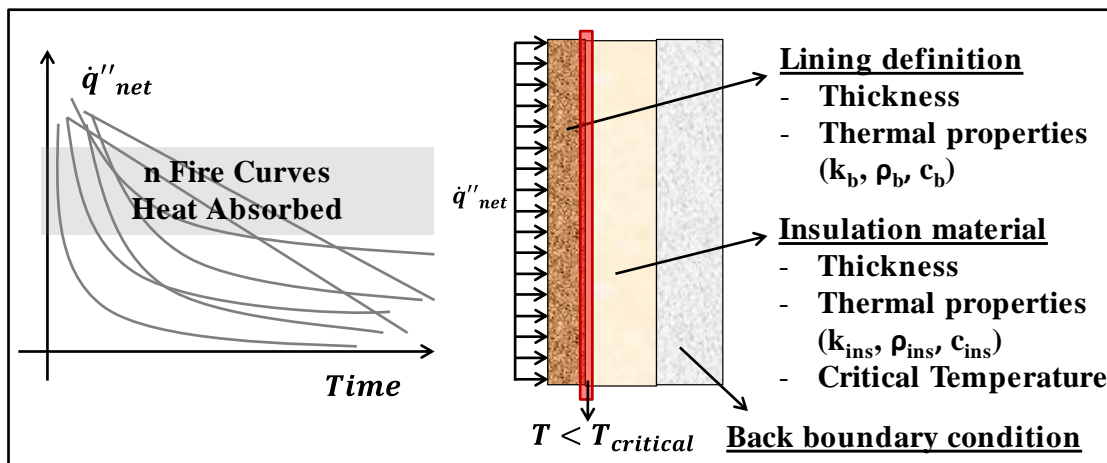 q̇''net
n Fire Curves
Heat Absorbed
Time
q̇''net
T < Tcritical
Lining definition
- Thickness
- Thermal properties
(kb, ρb, cb)
Insulation material
- Thickness
- Thermal properties
(kins, ρins, cins)
- Critical Temperature
Back boundary condition